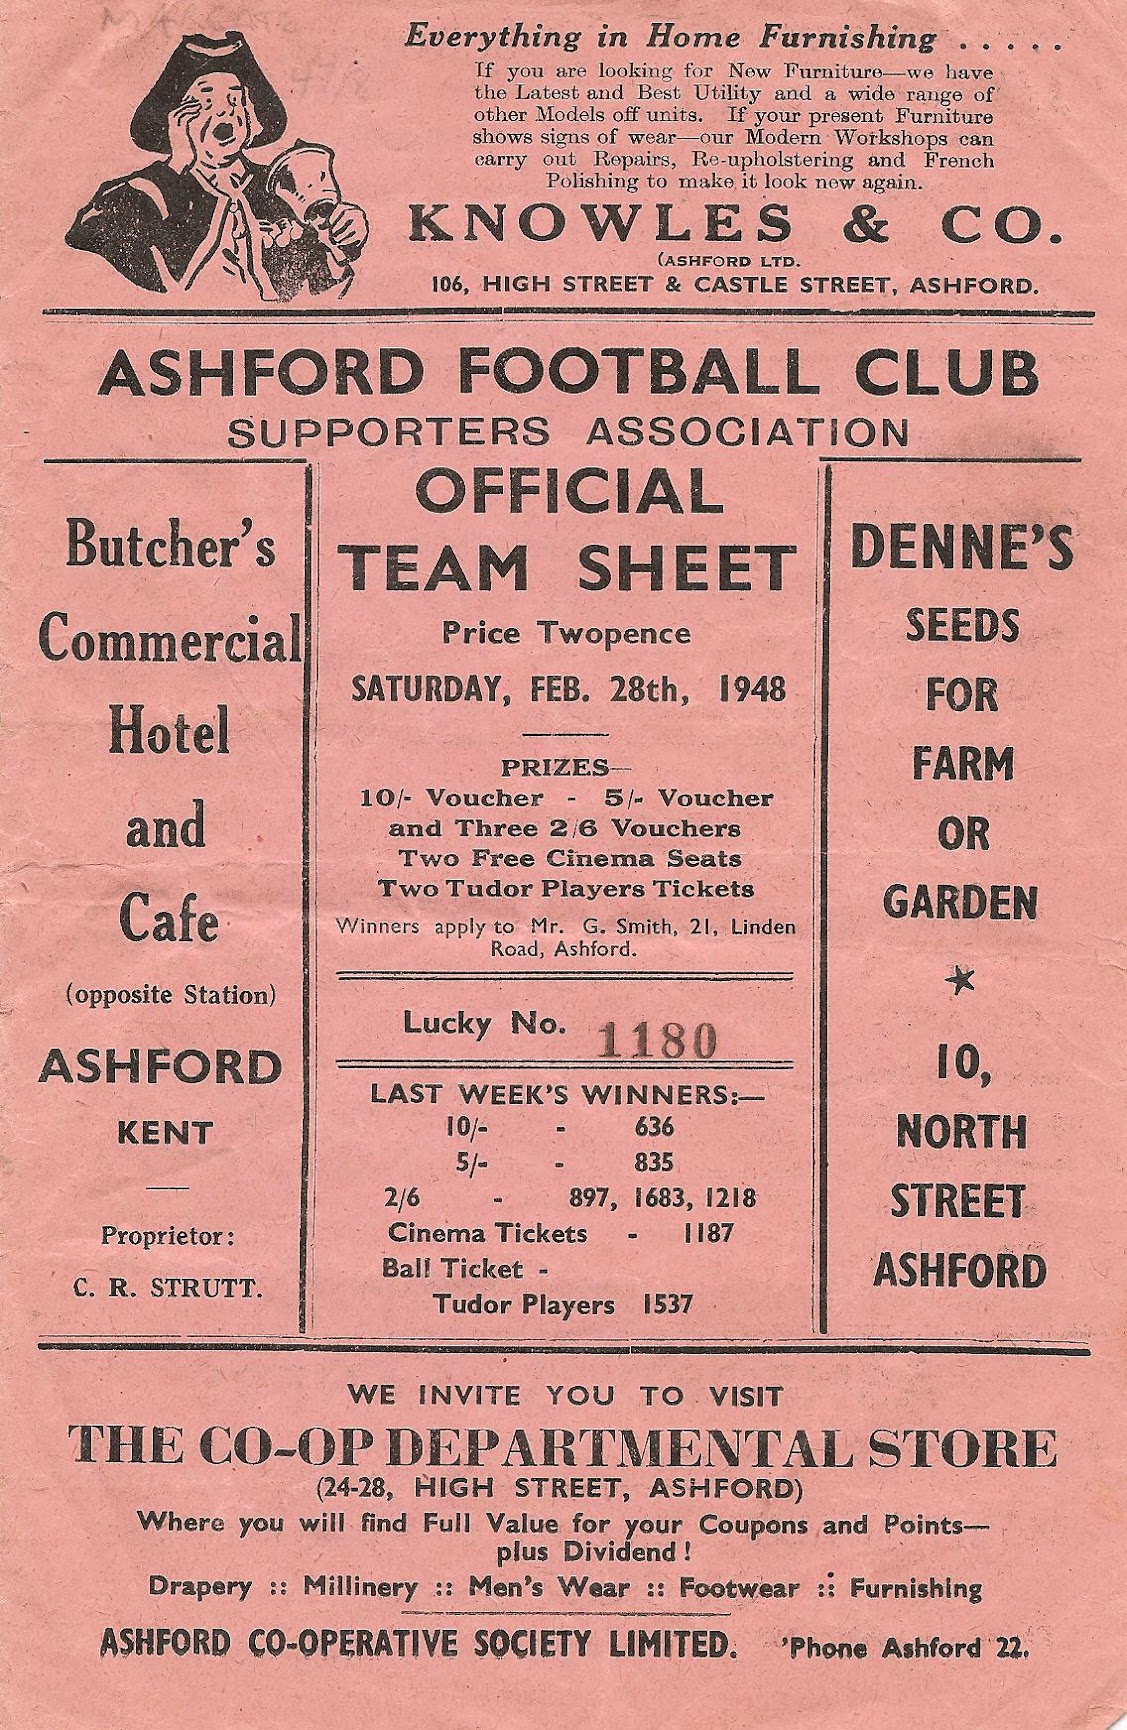 Everything in Home Furnishing . . . . .
If you are looking for New Furniture—we have
the Latest and Best Utility and a wide range of
other Models off units. If your present Furniture
shows signs of wear—our Modern Workshops can
carry out Repairs, Re-upholstering and French
Polishing to make it look new again.
KNOWLES & CO.
(ASHFORD LTD.
106, HIGH STREET & CASTLE STREET, ASHFORD.
ASHFORD FOOTBALL CLUB
SUPPORTERS ASSOCIATION
Butcher's
Commercial
Hotel
and
Cafe
(opposite Station)
ASHFORD
KENT
Proprietor:
C. R. STRUTT.
OFFICIAL
TEAM SHEET
Price Twopence
SATURDAY, FEB. 28th, 1948
PRIZES—
10/- Voucher - 5/- Voucher
and Three 2/6 Vouchers
Two Free Cinema Seats
Two Tudor Players Tickets
Winners apply to Mr. G. Smith, 21, Linden
Road, Ashford.
Lucky No. 1180
LAST WEEK'S WINNERS:—
10/- - 636
5/- - 835
2/6 - 897, 1683, 1218
Cinema Tickets - 1187
Ball Ticket -
Tudor Players 1537
DENNE'S
SEEDS
FOR
FARM
OR
GARDEN
★
10,
NORTH
STREET
ASHFORD
WE INVITE YOU TO VISIT
THE CO-OP DEPARTMENTAL STORE
(24-28, HIGH STREET, ASHFORD)
Where you will find Full Value for your Coupons and Points—
plus Dividend !
Drapery :: Millinery :: Men's Wear :: Footwear :: Furnishing
ASHFORD CO-OPERATIVE SOCIETY LIMITED. 'Phone Ashford 22.